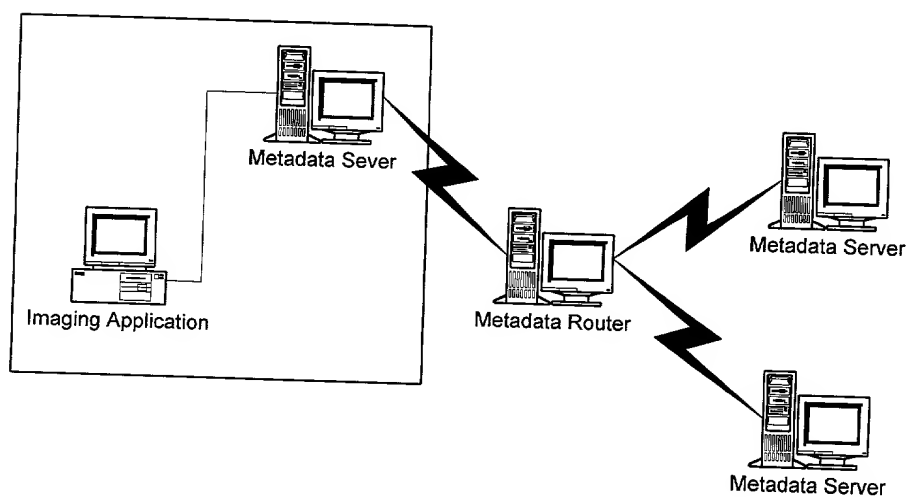 Metadata Sever
Metadata Server
Imaging Application
Metadata Router
Metadata Server